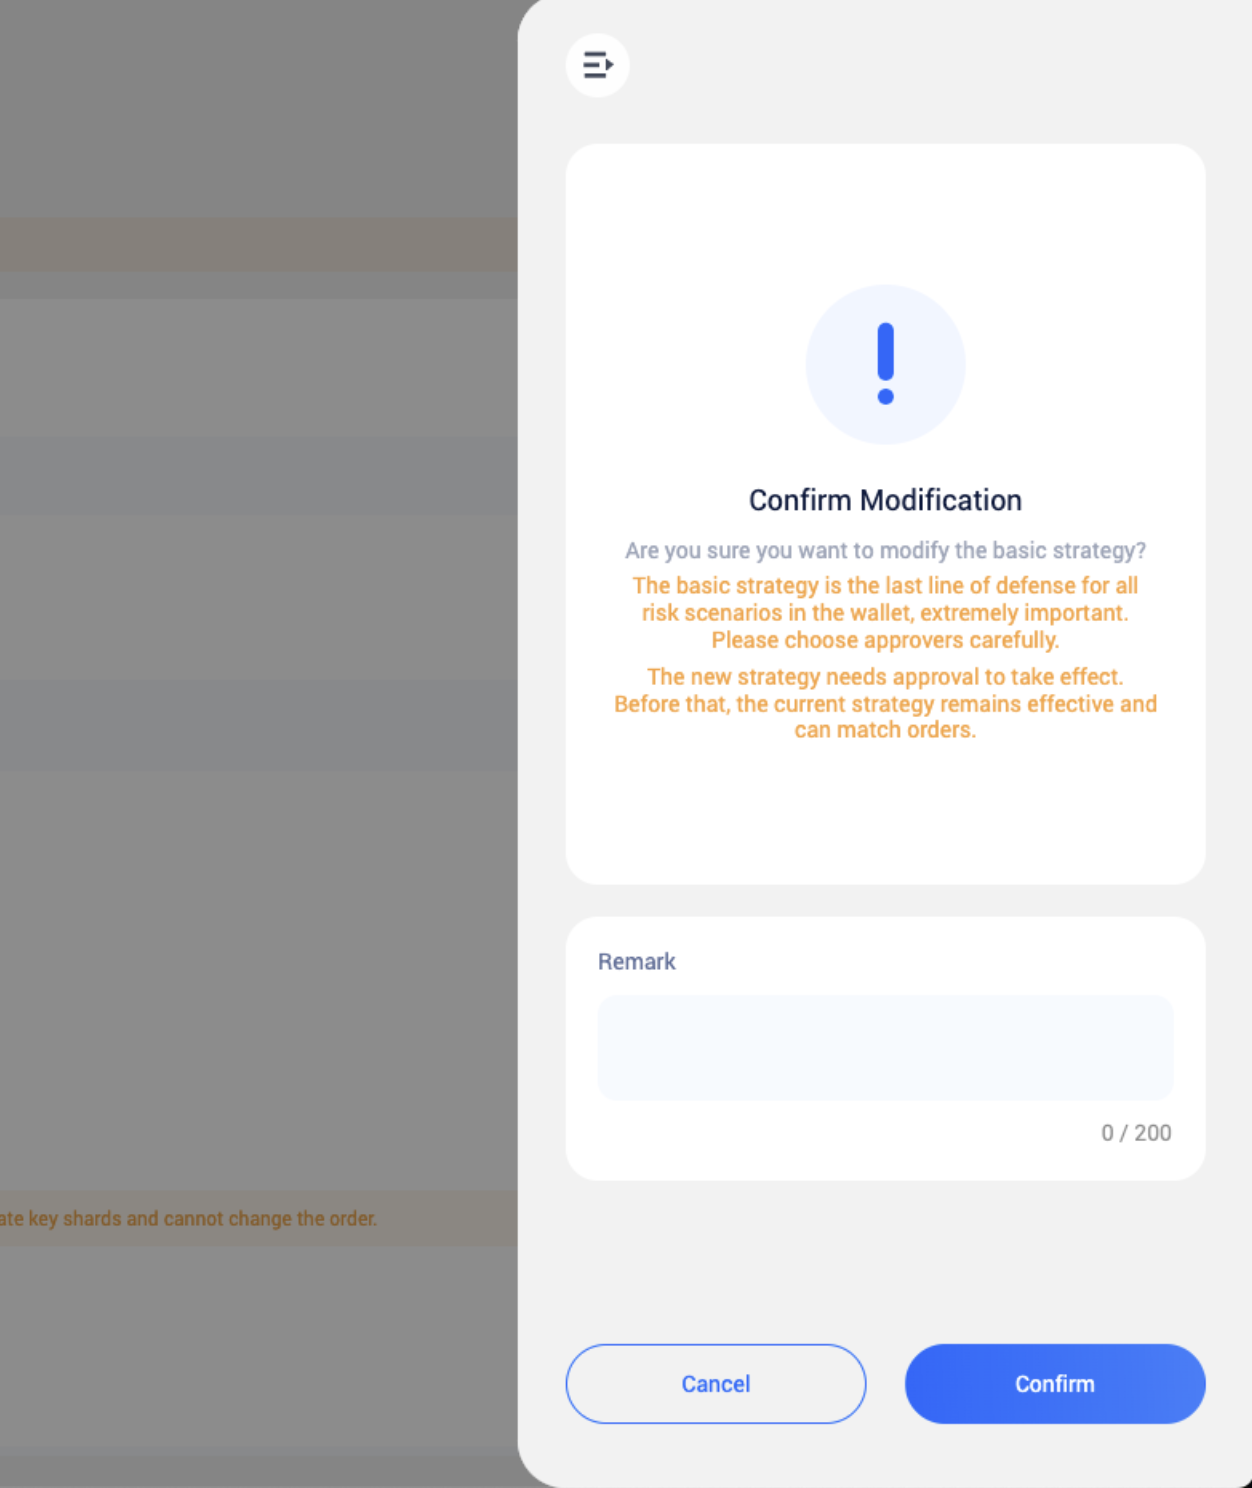 Confirm Modification
Are you sure you want to modify the basic strategy?
The basic strategy is the last line of defense for all
risk scenarios in the wallet, extremely important.
Please choose approvers carefully.
The new strategy needs approval to take effect.
Before that, the current strategy remains effective and
can match orders.
Remark
0 / 200
key shards and cannot change the order.
Cancel
Confirm